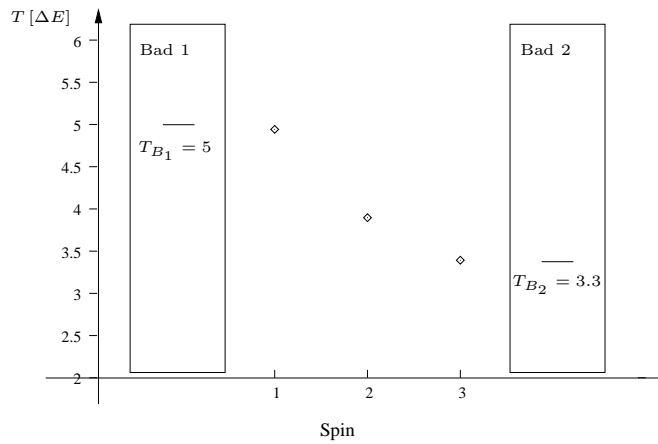 T [ΔE]
6
5.5
5
4.5
4
3.5
3
2.5
2
Bad 1
T_{B_1} = 5
Bad 2
T_{B_2} = 3.3
1 2 3
Spin